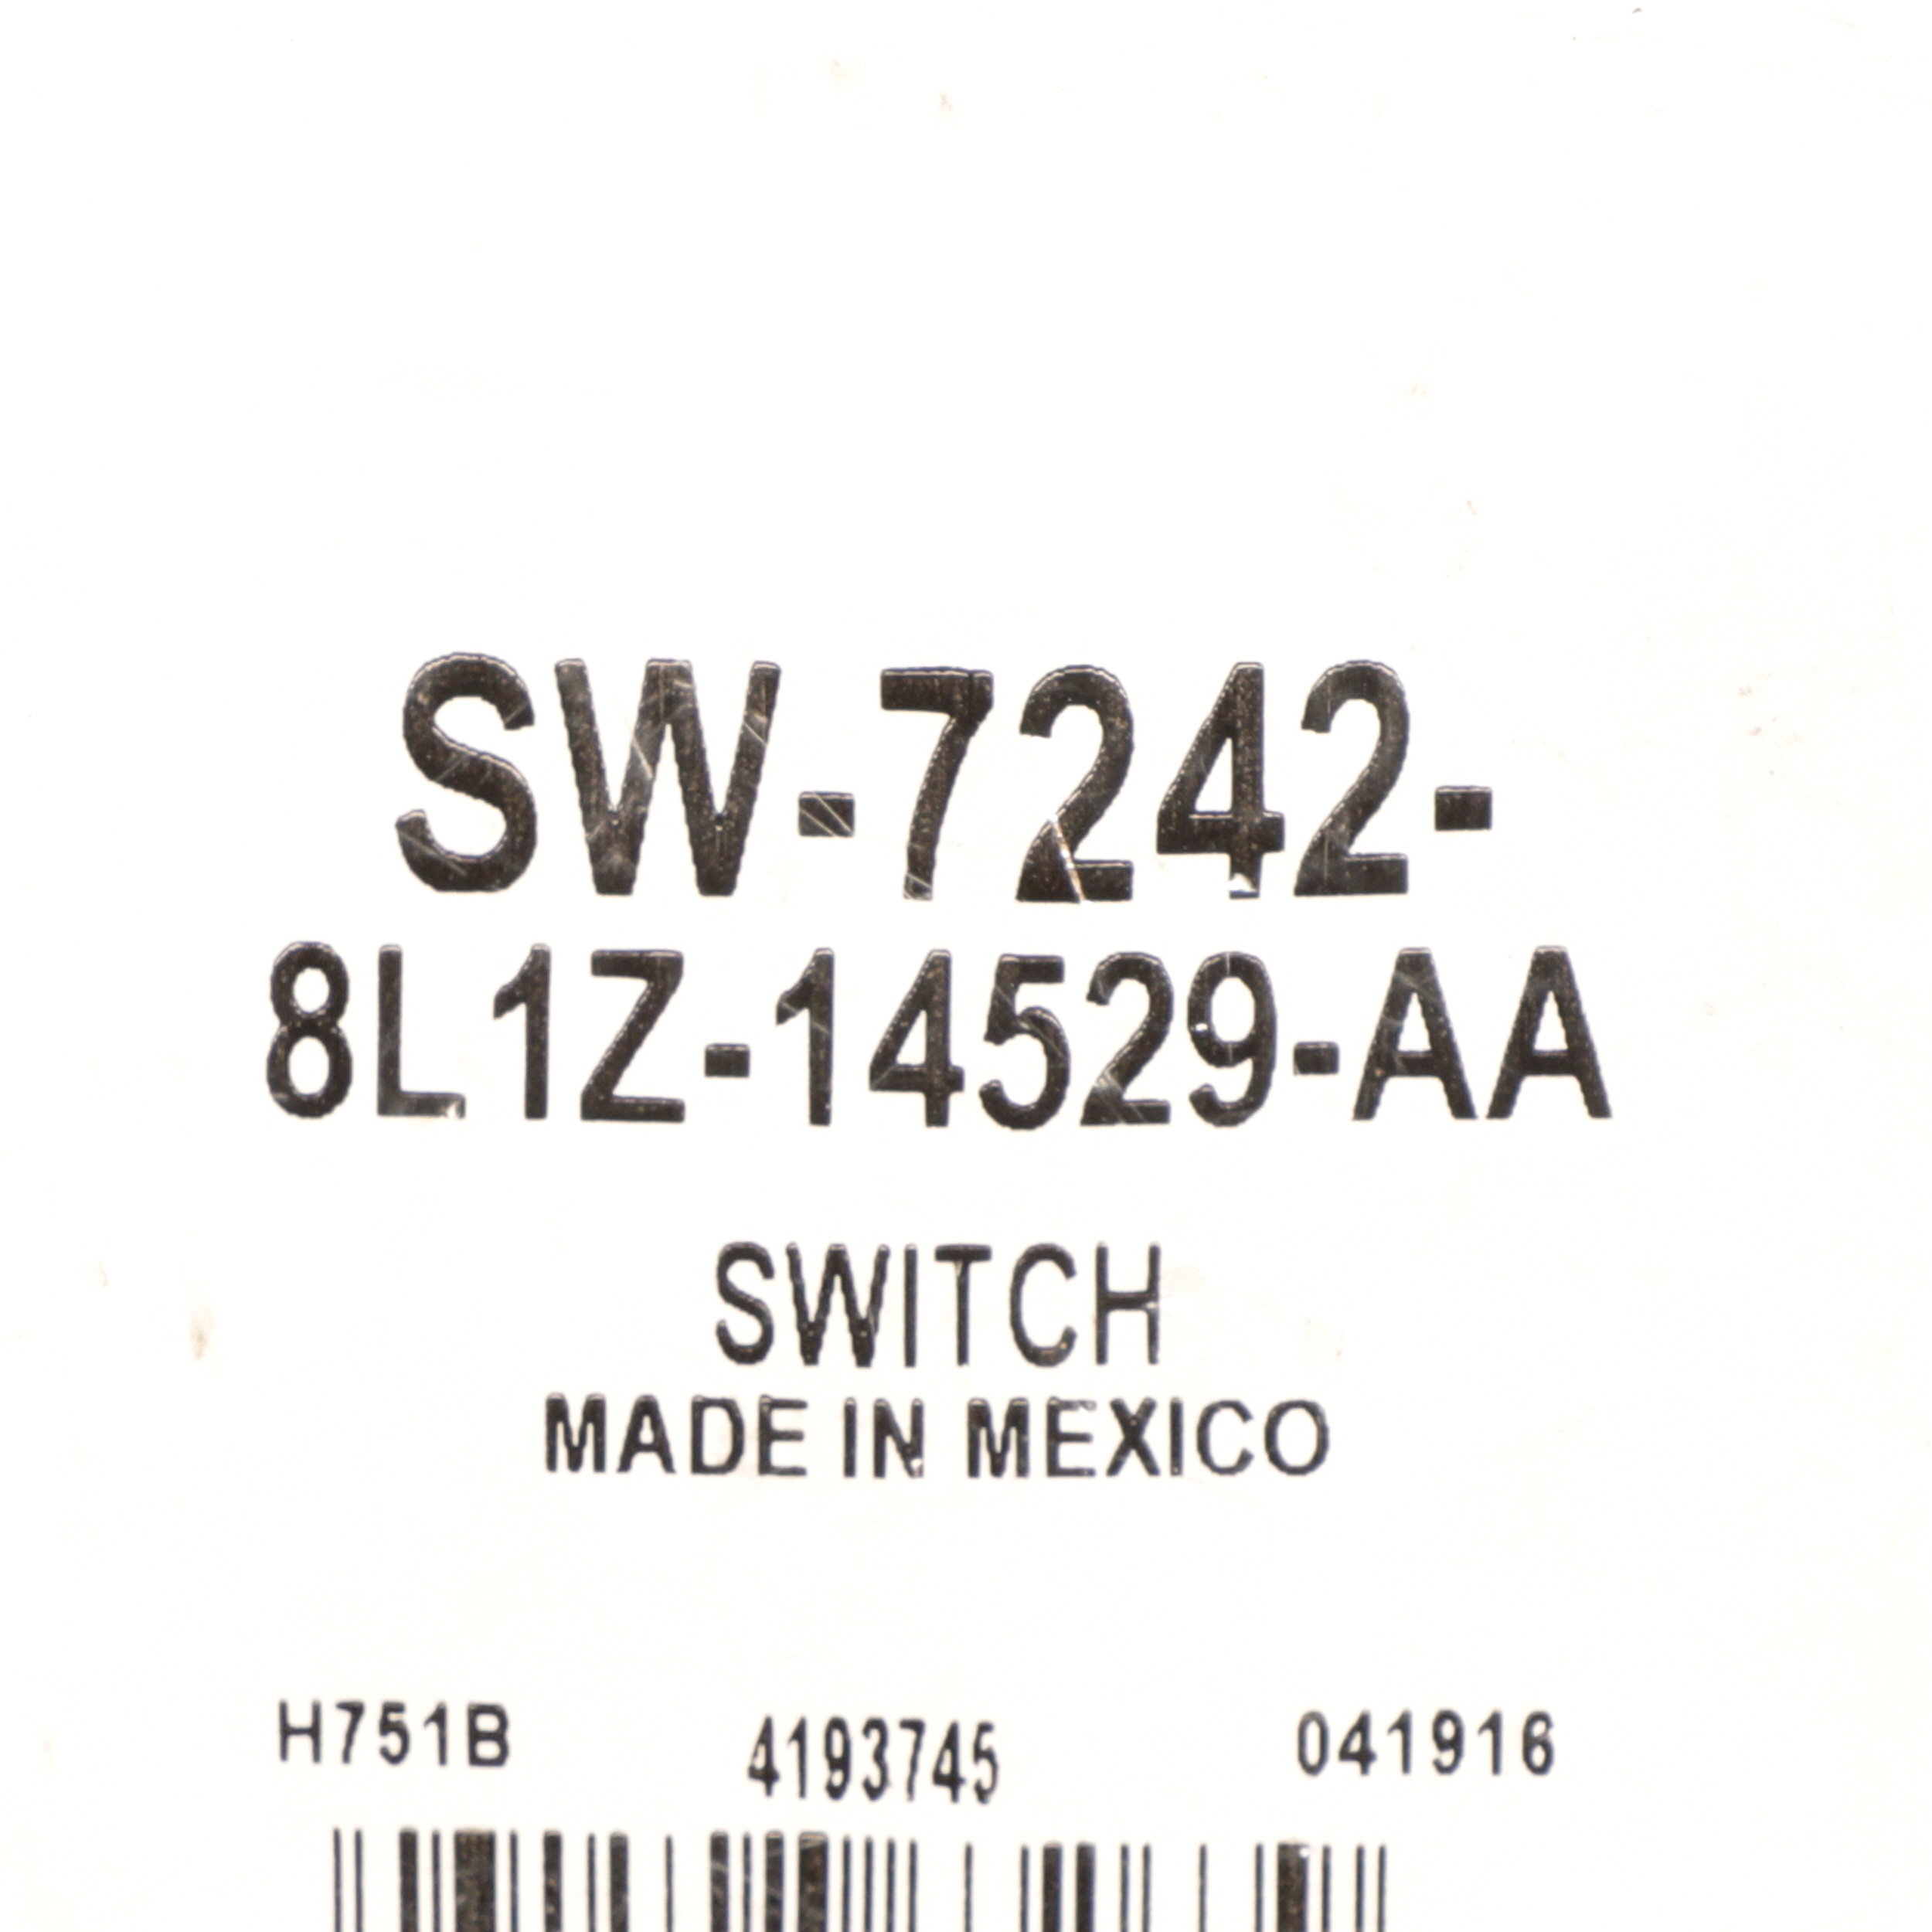 SW-7242-
8L1Z-14529-AA
SWITCH
MADE IN MEXICO
H751B 4193745 041916